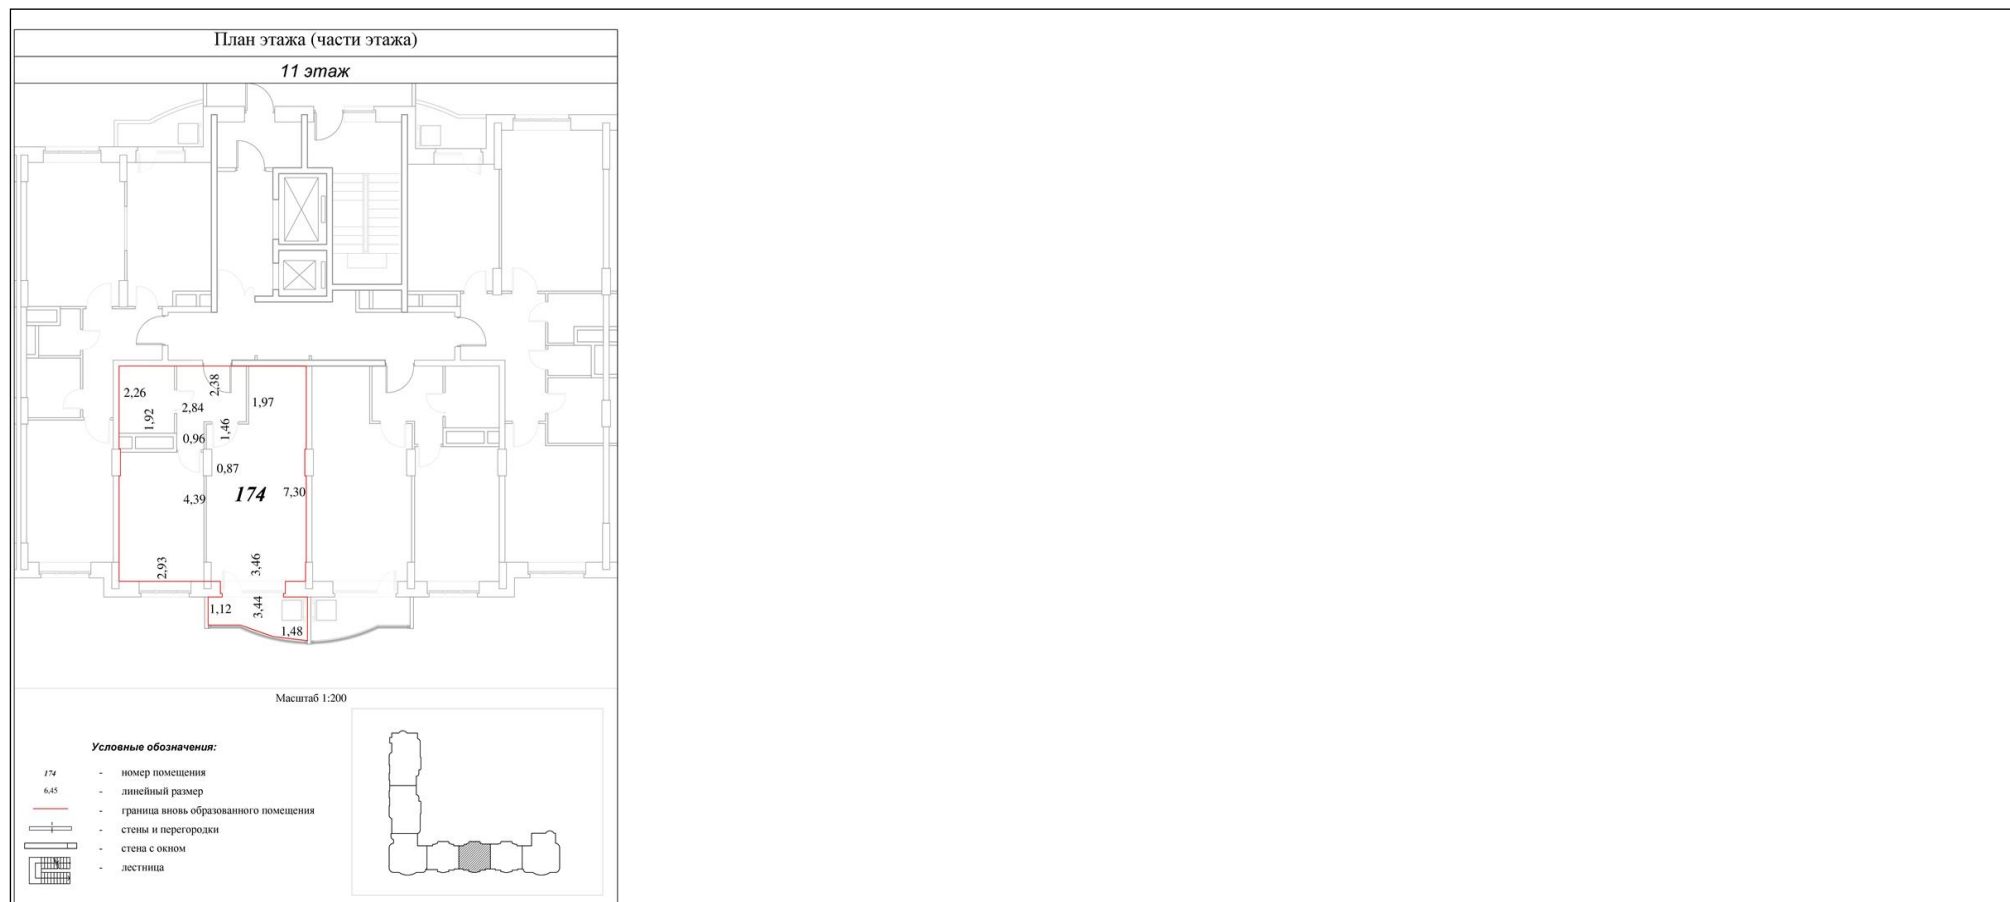 План этажа (части этажа)
11 этаж
2,26
2,38
1,92
2,84
1,97
1,46
0,96
0,87
4,39
174
7,30
2,93
3,46
1,12
3,44
1,48
Масштаб 1:200
Условные обозначения:
174 - номер помещения
6,45 - линейный размер
- граница вновь образованного помещения
- стены и перегородки
- стена с окном
- лестница